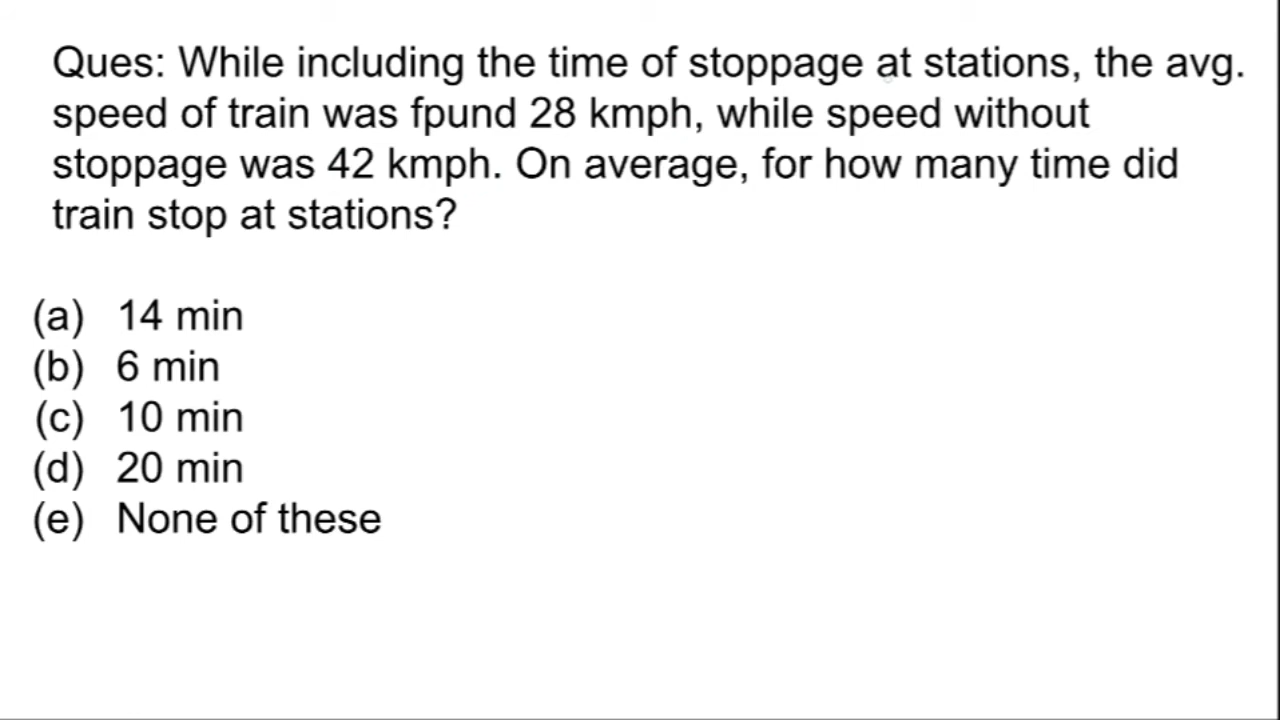 Ques: While including the time of stoppage at stations, the avg.
speed of train was fpund 28 kmph, while speed without
stoppage was 42 kmph. On average, for how many time did
train stop at stations?
(a) 14 min
(b) 6 min
(c) 10 min
(d) 20 min
(e) None of these